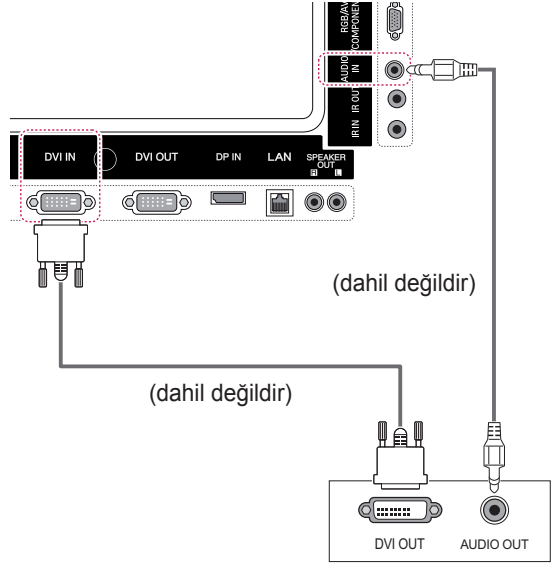 RGB/AV
COMPONENT
AUDIO
IN
IR OUT
IR IN
DVI IN
DVI OUT
DP IN
LAN
SPEAKER
OUT
R
L
(dahil değildir)
(dahil değildir)
DVI OUT
AUDIO OUT